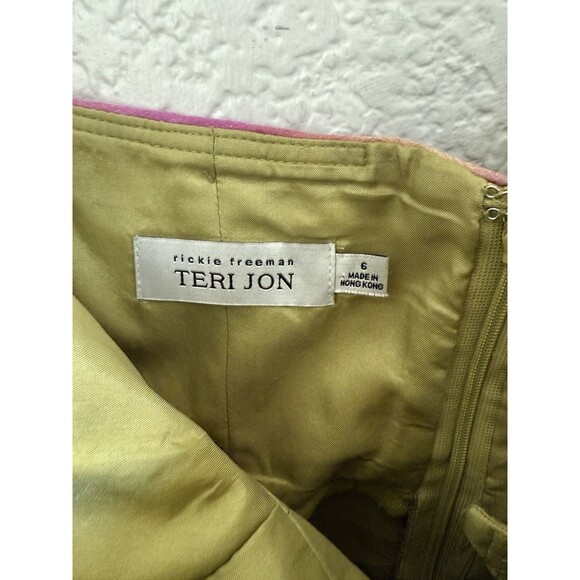 rickie freeman
TERI JON
6
MADE IN
HONG KONG